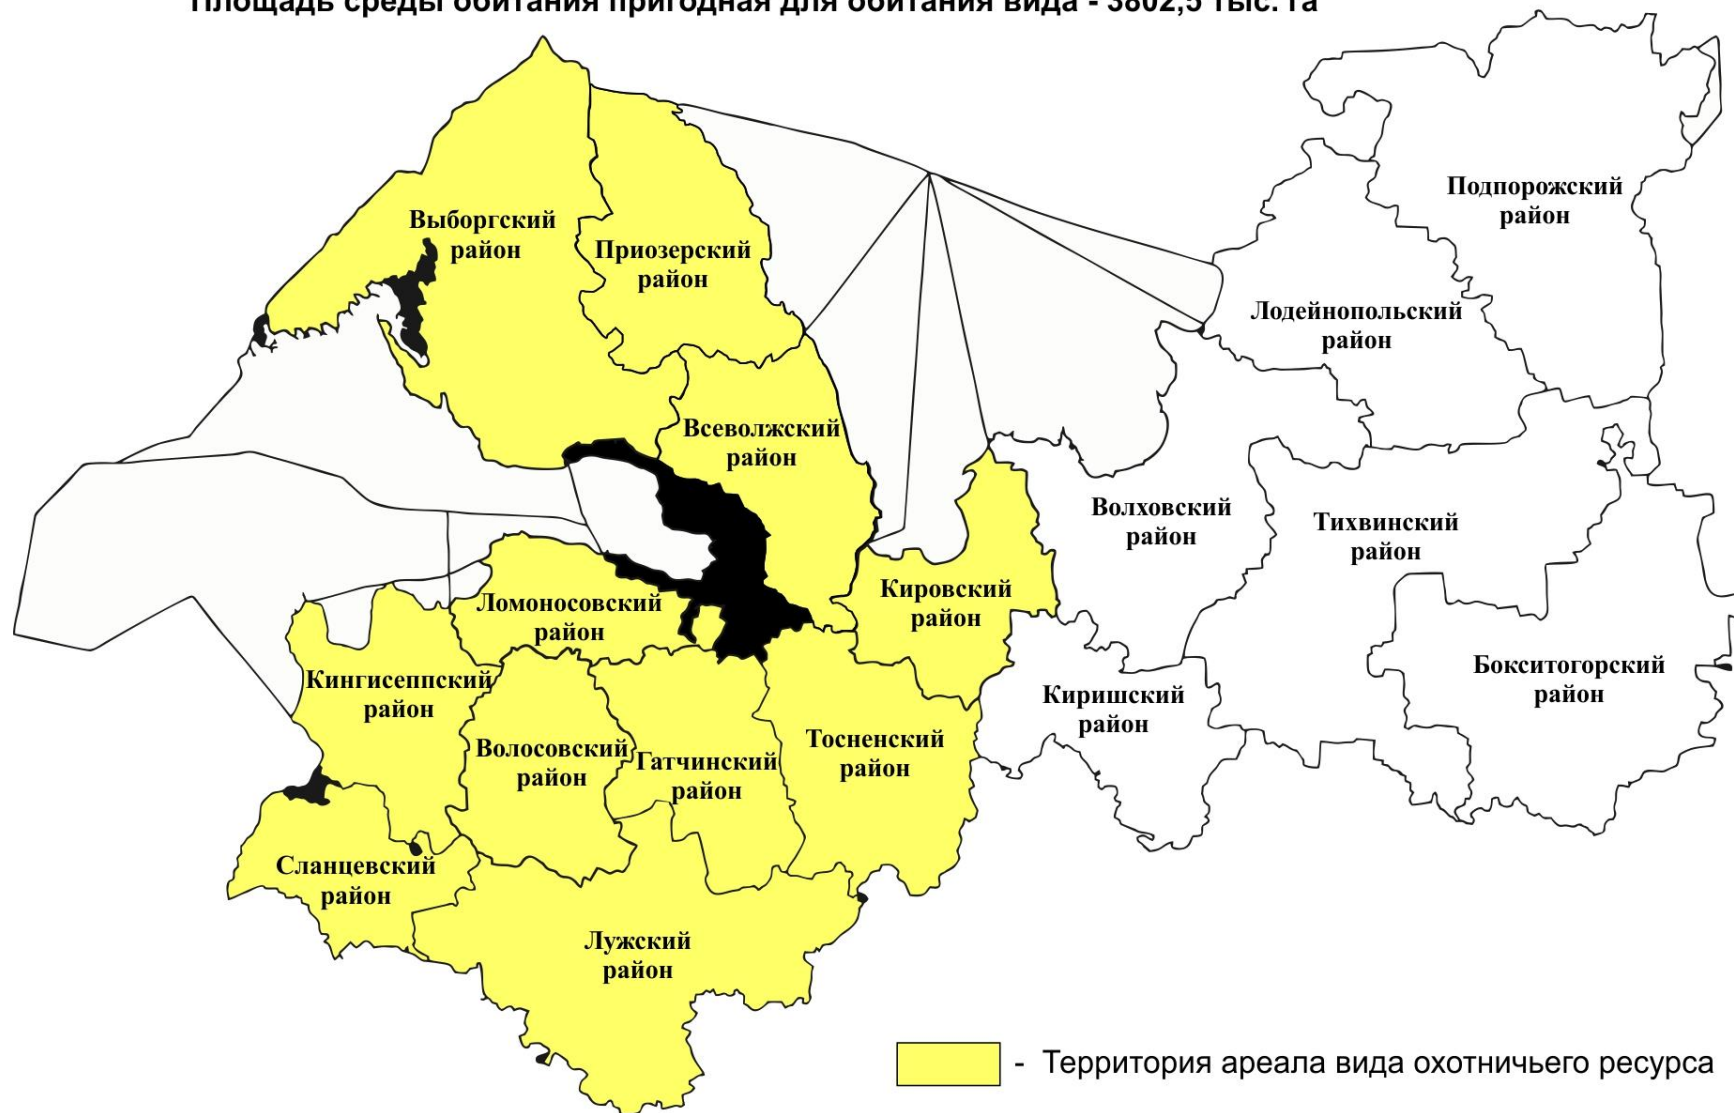 Площадь среды обитания пригодная для обитания вида - 3802,5 тыс. га
Подпорожский
район
Выборгский
район
Приозерский
район
Лодейнопольский
район
Всеволжский
район
Волховский
район
Тихвинский
район
Кировский
район
Ломоносовский
район
Бокситогорский
район
Кингисеппский
район
Киришский
район
Волосовский
район
Гатчинский
район
Тосненский
район
Сланцевский
район
Лужский
район
- Территория ареала вида охотничьего ресурса